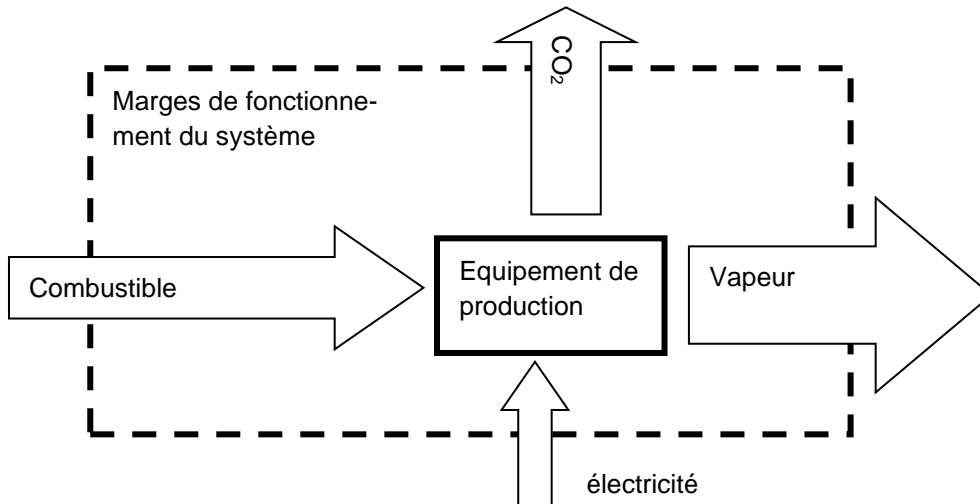 CO₂
Marges de fonctionne-
ment du système
Combustible
Equipement de
production
Vapeur
électricité